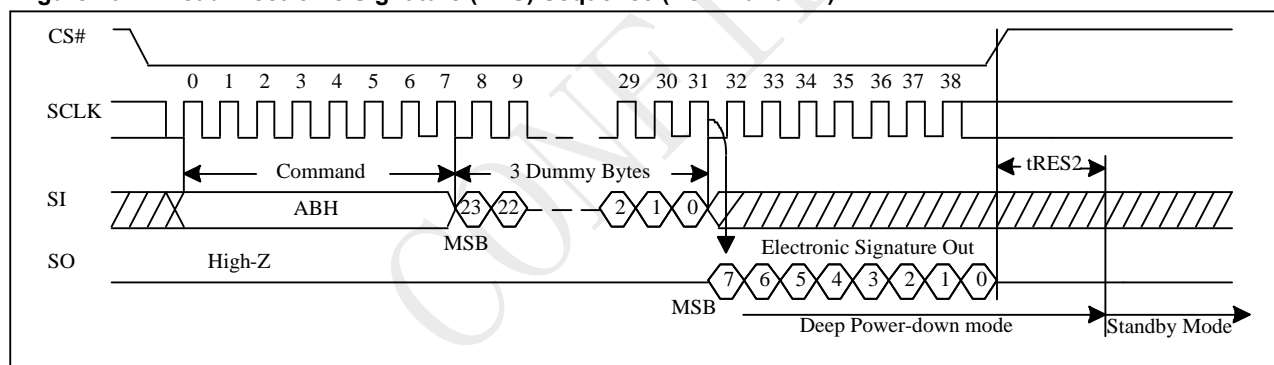 CS#
0 1 2 3 4 5 6 7 8 9 29 30 31 32 33 34 35 36 37 38
SCLK
Command 3 Dummy Bytes tRES2
SI ABH 23 22 2 1 0
MSB
SO High-Z Electronic Signature Out
7 6 5 4 3 2 1 0
MSB
Deep Power-down mode Standby Mode